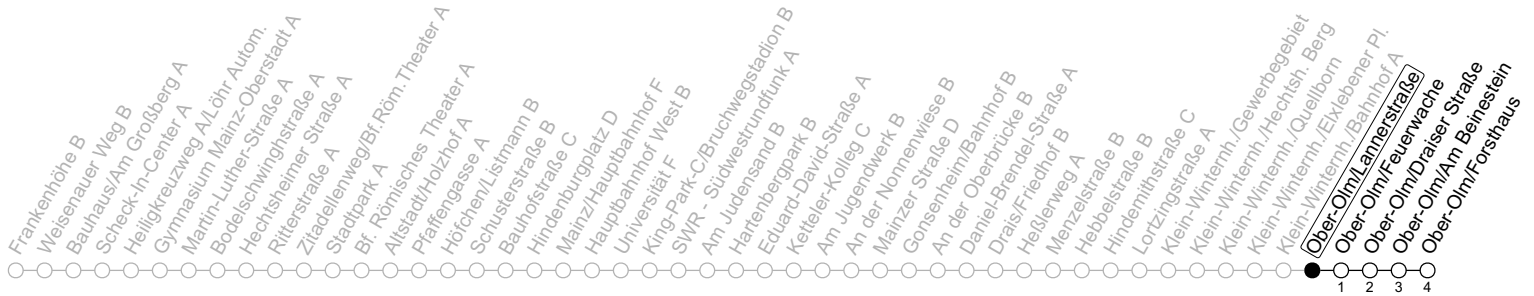 Frankenhöhe B
Weisenauer Weg B
Bauhaus/Am Großberg A
Scheck-In-Center A
Heiligkreuzweg A/Löhr Autom.
Gymnasium Mainz-Oberstadt A
Martin-Luther-Straße A
Bodelschwinghstraße A
Hechtsheimer Straße A
Ritterstraße A
Zitadellenweg/Bf.Röm.Theater A
Stadtpark A
Bf. Römisches Theater A
Altstadt/Holzhof A
Pfaffengasse A
Höfchen/Listmann B
Schusterstraße B
Bauhofstraße C
Hindenburgplatz D
Mainz/Hauptbahnhof F
Hauptbahnhof West B
Universität F
King-Park-C/Bruchwegstadion B
SWR - Südwestrundfunk A
Am Judensand B
Hartenbergpark B
Eduard-David-Straße A
Ketteler-Kolleg C
Am Jugendwerk B
An der Nonnenwiese B
Mainzer Straße D
Gonsenheim/Bahnhof B
An der Oberbrücke B
Daniel-Brendel-Straße A
Drais/Friedhof B
Heßlerweg A
Menzelstraße B
Hebbelstraße B
Hindemithstraße C
Lortzingstraße A
Klein-Winternh./Gewerbegebiet
Klein-Winternh./Hechtsh. Berg
Klein-Winternh./Quellborn
Klein-Winternh./Exlebener Pl.
Klein-Winternh./Bahnhof A
Ober-Olm/Lannerstraße
Ober-Olm/Feuerwache
Ober-Olm/Draiser Straße
Ober-Olm/Am Beinestein
Ober-Olm/Forsthaus
1 2 3 4